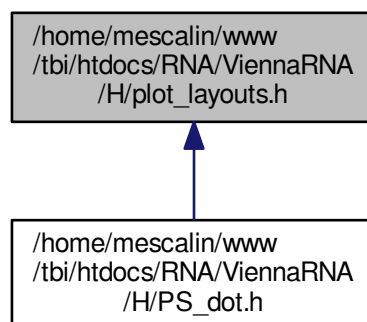 /home/mescalin/www
/tbi/htdocs/RNA/ViennaRNA
/H/plot_layouts.h
/home/mescalin/www
/tbi/htdocs/RNA/ViennaRNA
/H/PS_dot.h